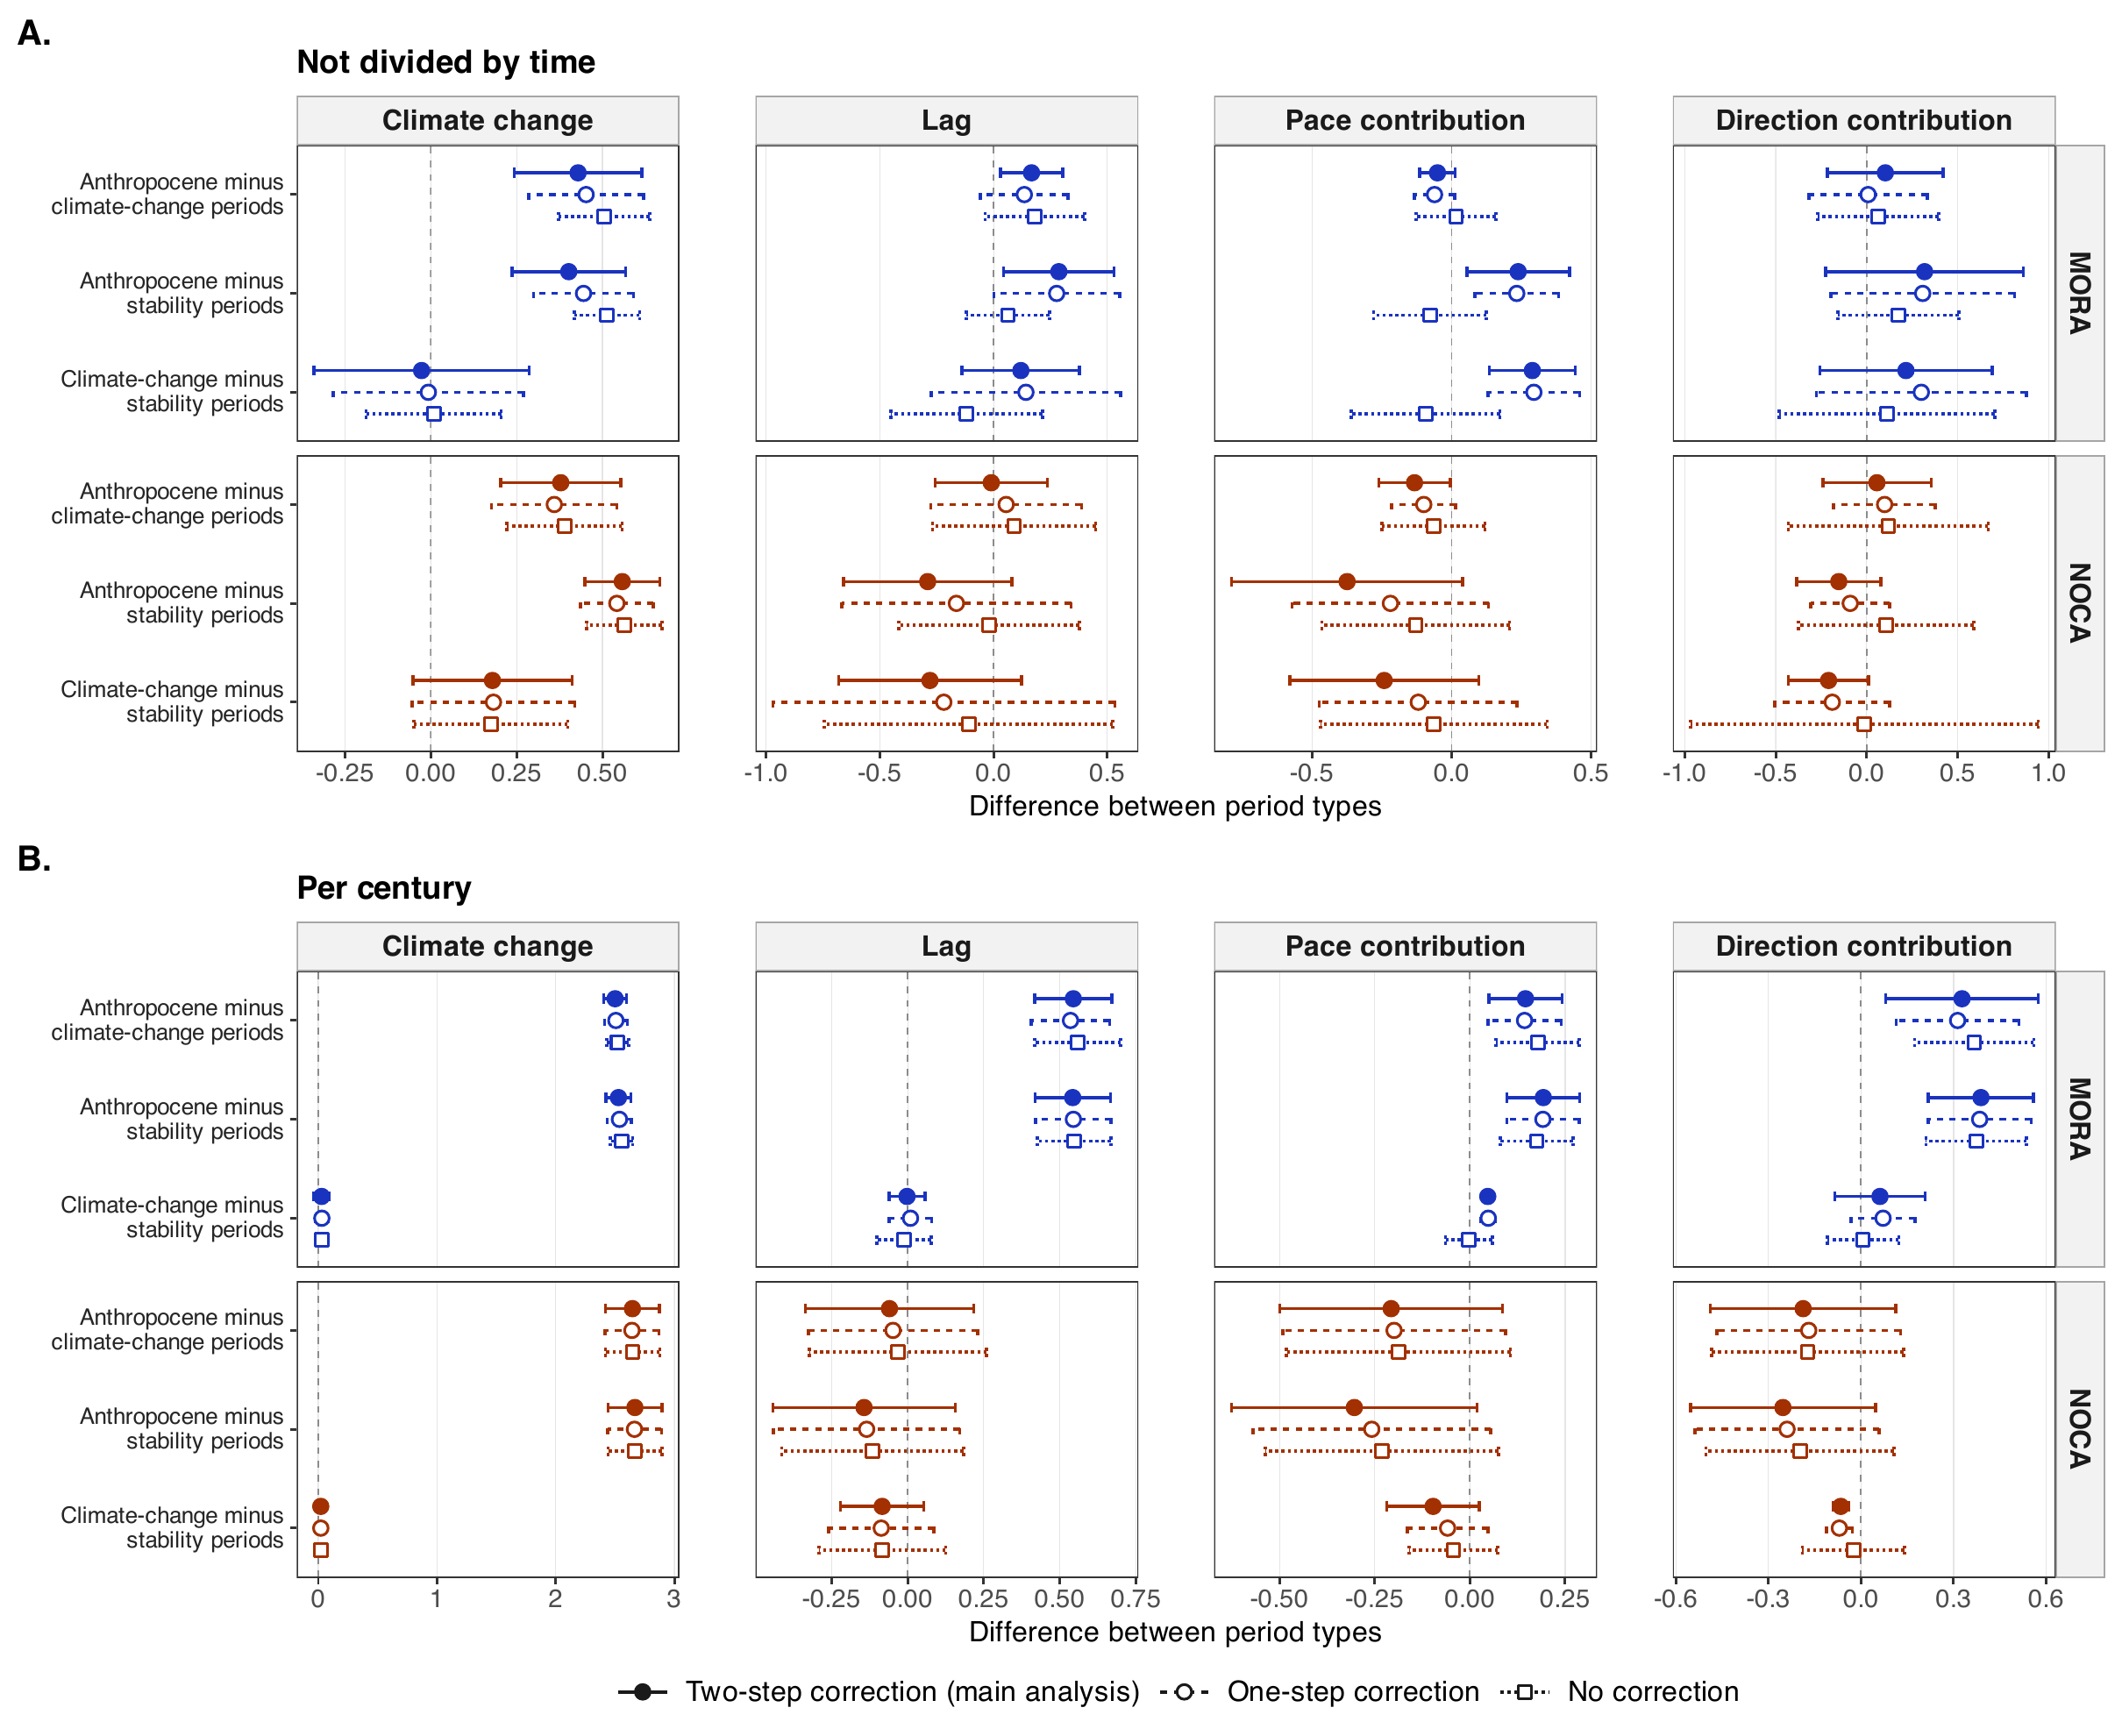 A.
Not divided by time
Climate change
Lag
Pace contribution
Direction contribution
Anthropocene minus
climate-change periods
Anthropocene minus
stability periods
Climate-change minus
stability periods
MORA
Anthropocene minus
climate-change periods
Anthropocene minus
stability periods
Climate-change minus
stability periods
NOCA
-0.25 0.00 0.25 0.50
-1.0 -0.5 0.0 0.5
-0.5 0.0 0.5
-1.0 -0.5 0.0 0.5 1.0
Difference between period types
B.
Per century
Climate change
Lag
Pace contribution
Direction contribution
Anthropocene minus
climate-change periods
Anthropocene minus
stability periods
Climate-change minus
stability periods
MORA
Anthropocene minus
climate-change periods
Anthropocene minus
stability periods
Climate-change minus
stability periods
NOCA
0 1 2 3
-0.25 0.00 0.25 0.50 0.75
-0.50 -0.25 0.00 0.25
-0.6 -0.3 0.0 0.3 0.6
Difference between period types
Two-step correction (main analysis) One-step correction No correction